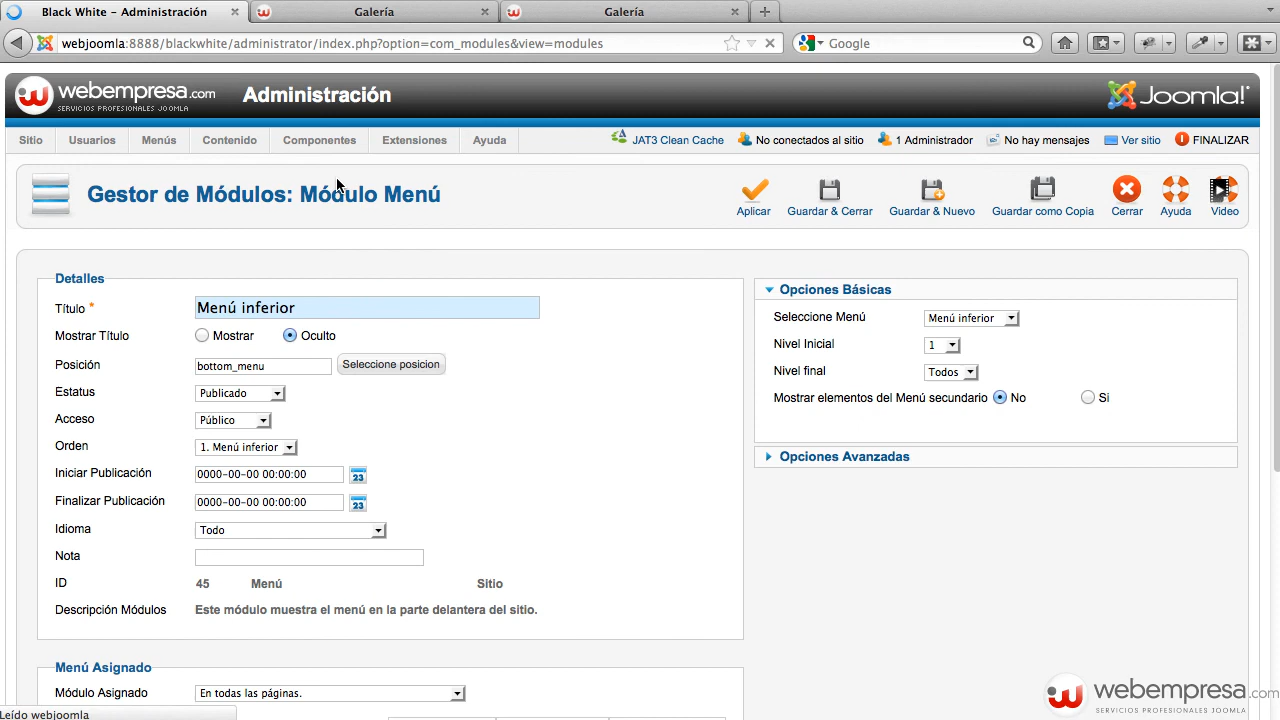 Black White – Administración
Galería
Galería
webjoomla:8888/blackwhite/administrator/index.php?option=com_modules&view=modules
Google
webempresa.com
SERVICIOS PROFESIONALES JOOMLA
Administración
Joomla!
Sitio Usuarios Menús Contenido Componentes Extensiones Ayuda
JAT3 Clean Cache No conectados al sitio 1 Administrador No hay mensajes Ver sitio FINALIZAR
Gestor de Módulos: Módulo Menú
Aplicar Guardar & Cerrar Guardar & Nuevo Guardar como Copia Cerrar Ayuda Video
Detalles
Título * Menú inferior
Mostrar Título Mostrar Oculto
Posición bottom_menu Seleccione posicion
Estatus Publicado
Acceso Público
Orden 1. Menú inferior
Iniciar Publicación 0000-00-00 00:00:00 23
Finalizar Publicación 0000-00-00 00:00:00 23
Idioma Todo
Nota
ID 45 Menú Sitio
Descripción Módulos Este módulo muestra el menú en la parte delantera del sitio.
Opciones Básicas
Seleccione Menú Menú inferior
Nivel Inicial 1
Nivel final Todos
Mostrar elementos del Menú secundario No Si
Opciones Avanzadas
Menú Asignado
Módulo Asignado En todas las páginas.
Leído webjoomla
webempresa.com
SERVICIOS PROFESIONALES JOOMLA